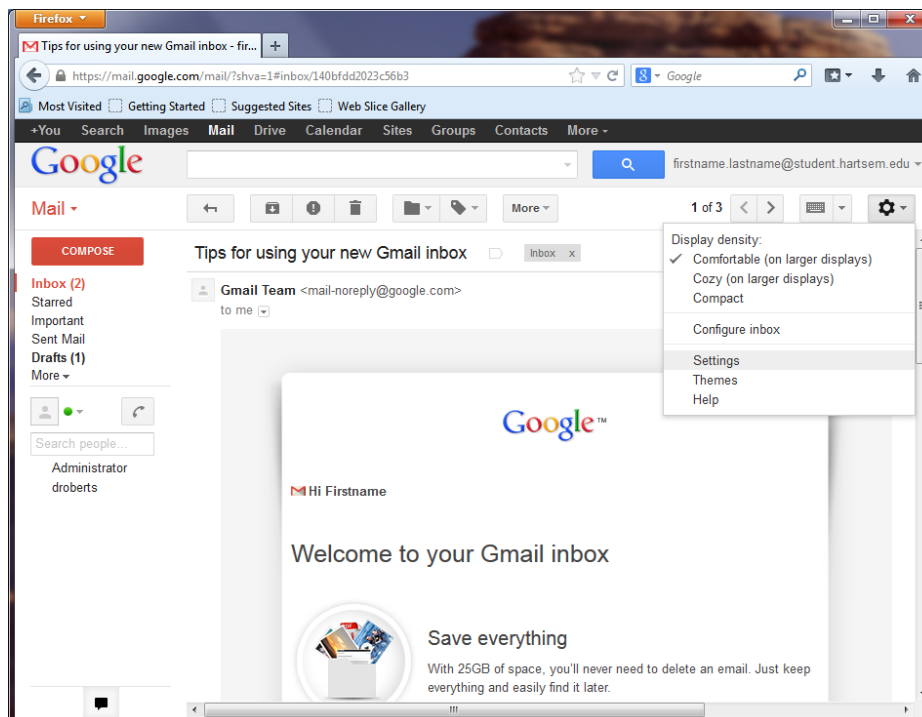 Firefox
Tips for using your new Gmail inbox - fir...
https://mail.google.com/mail/?shva=1#inbox/140bfdd2023c56b3
8 Google
Most Visited Getting Started Suggested Sites Web Slice Gallery
+You Search Images Mail Drive Calendar Sites Groups Contacts More
Google
firstname.lastname@student.hartsem.edu
Mail
More
1 of 3
COMPOSE
Inbox (2)
Starred
Important
Sent Mail
Drafts (1)
More
Search people...
Administrator
droberts
Tips for using your new Gmail inbox
Inbox x
Gmail Team <mail-noreply@google.com>
to me
Display density:
Comfortable (on larger displays)
Cozy (on larger displays)
Compact
Configure inbox
Settings
Themes
Help
Google™
Hi Firstname
Welcome to your Gmail inbox
Save everything
With 25GB of space, you'll never need to delete an email. Just keep
everything and easily find it later.